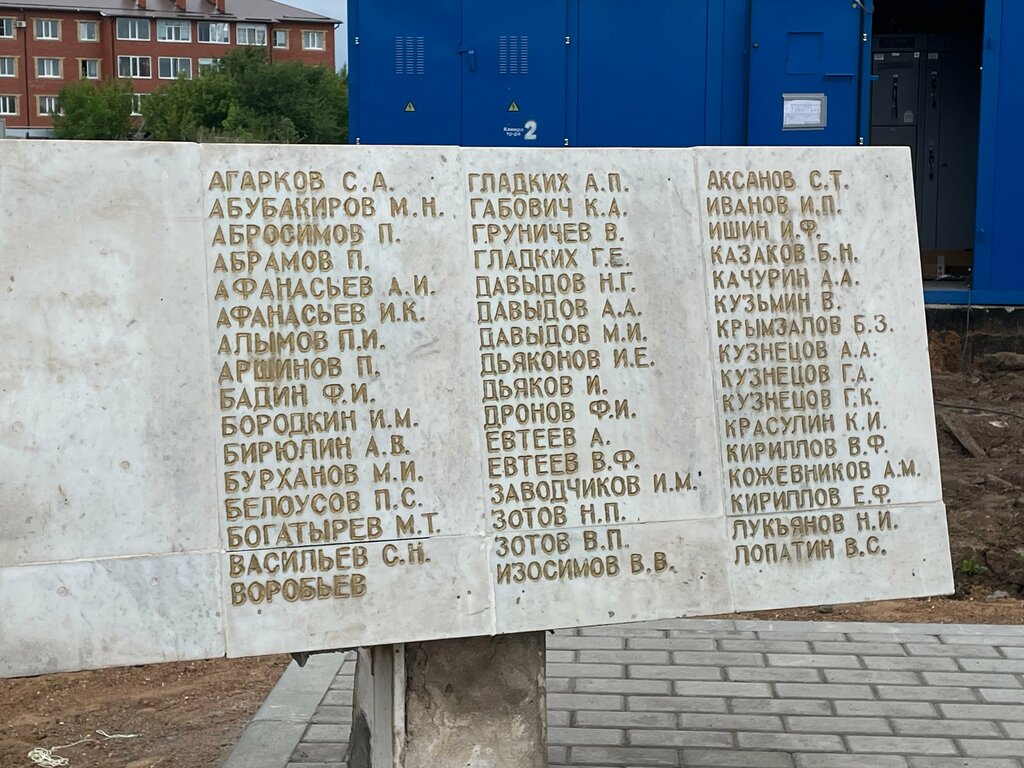 2
АГАРКОВ С.А.
АБУБАКИРОВ М.Н.
АБРОСИМОВ П.
АБРАМОВ П.
АФАНАСЬЕВ А.И.
АФАНАСЬЕВ И.К.
АЛЫМОВ П.И.
АРШИНОВ П.
БАДИН Ф.И.
БОРОДКИН И.М.
БИРЮЛИН А.В.
БУРХАНОВ М.И.
БЕЛОУСОВ П.С.
БОГАТЫРЕВ М.Т.
ВАСИЛЬЕВ С.Н.
ВОРОБЬЕВ
ГЛАДКИХ А.П.
ГАБОВИЧ К.А.
ГРУНИЧЕВ В.
ГЛАДКИХ Г.Е.
ДАВЫДОВ Н.Г.
ДАВЫДОВ А.А.
ДАВЫДОВ М.И.
ДЬЯКОНОВ И.Е.
ДЬЯКОВ И.
ДРОНОВ Ф.И.
ЕВТЕЕВ А.
ЕВТЕЕВ В.Ф.
ЗАВОДЧИКОВ И.М.
ЗОТОВ Н.П.
ЗОТОВ В.П.
ИЗОСИМОВ В.В.
АКСАНОВ С.Т.
ИВАНОВ И.П.
ИШИН И.Ф.
КАЗАКОВ Б.Н.
КАЧУРИН А.А.
КУЗЬМИН В.
КРЫМЗАЛОВ Б.З.
КУЗНЕЦОВ А.А.
КУЗНЕЦОВ Г.А.
КУЗНЕЦОВ Г.К.
КРАСУЛИН К.И.
КИРИЛЛОВ В.Ф.
КОЖЕВНИКОВ А.М.
КИРИЛЛОВ Е.Ф.
ЛУКЬЯНОВ Н.И.
ЛОПАТИН В.С.